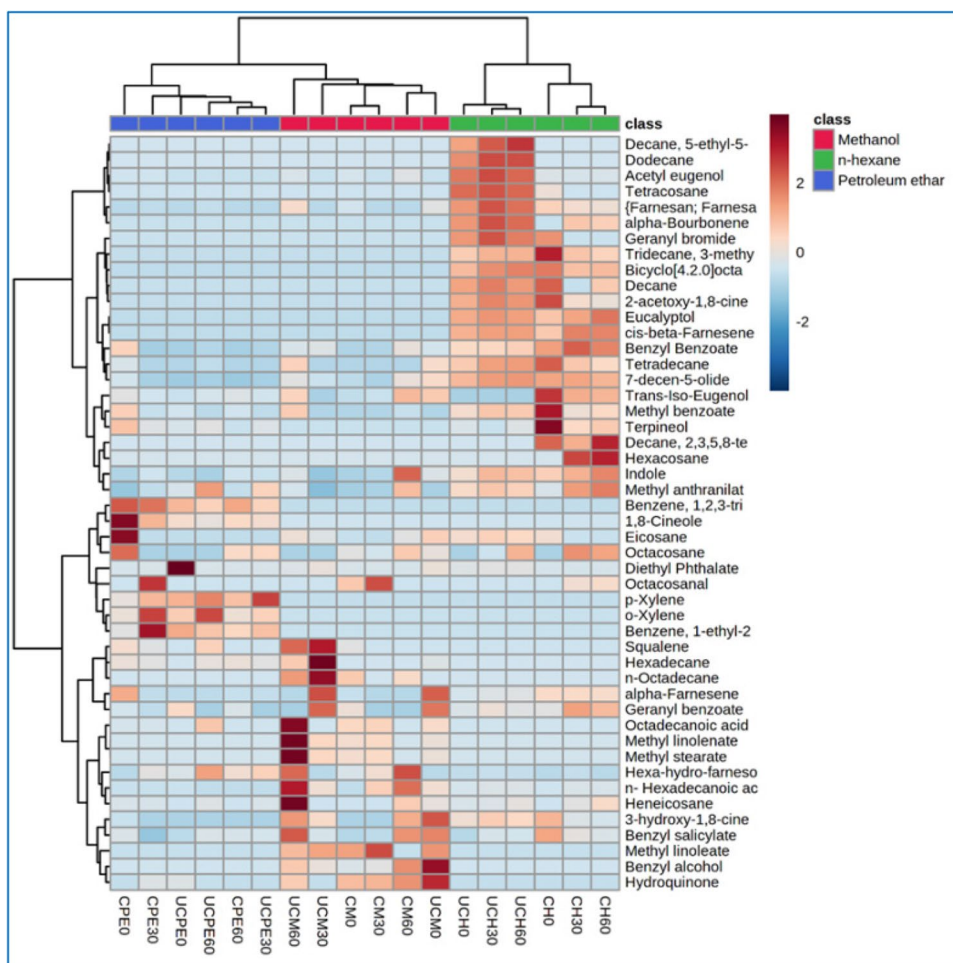 class
Decane, 5-ethyl-5-
Dodecane
Acetyl eugenol
Tetracosane
{Farnesan; Farnesa
alpha-Bourbonene
Geranyl bromide
Tridecane, 3-methy
Bicyclo[4.2.0]octa
Decane
2-acetoxy-1,8-cine
Eucalyptol
cis-beta-Farnesene
Benzyl Benzoate
Tetradecane
7-decen-5-olide
Trans-Iso-Eugenol
Methyl benzoate
Terpineol
Decane, 2,3,5,8-te
Hexacosane
Indole
Methyl anthranilat
Benzene, 1,2,3-tri
1,8-Cineole
Eicosane
Octacosane
Diethyl Phthalate
Octacosanal
p-Xylene
o-Xylene
Benzene, 1-ethyl-2
Squalene
Hexadecane
n-Octadecane
alpha-Farnesene
Geranyl benzoate
Octadecanoic acid
Methyl linolenate
Methyl stearate
Hexa-hydro-farneso
n- Hexadecanoic ac
Heneicosane
3-hydroxy-1,8-cine
Benzyl salicylate
Methyl linoleate
Benzyl alcohol
Hydroquinone
CPE0
CPE30
UCPE0
UCPE60
CPE60
UCPE30
UCM60
UCM30
CM0
CM30
CM60
UCM0
UCH0
UCH30
UCH60
CH0
CH30
CH60
2
0
-2
class
Methanol
n-hexane
Petroleum ethar